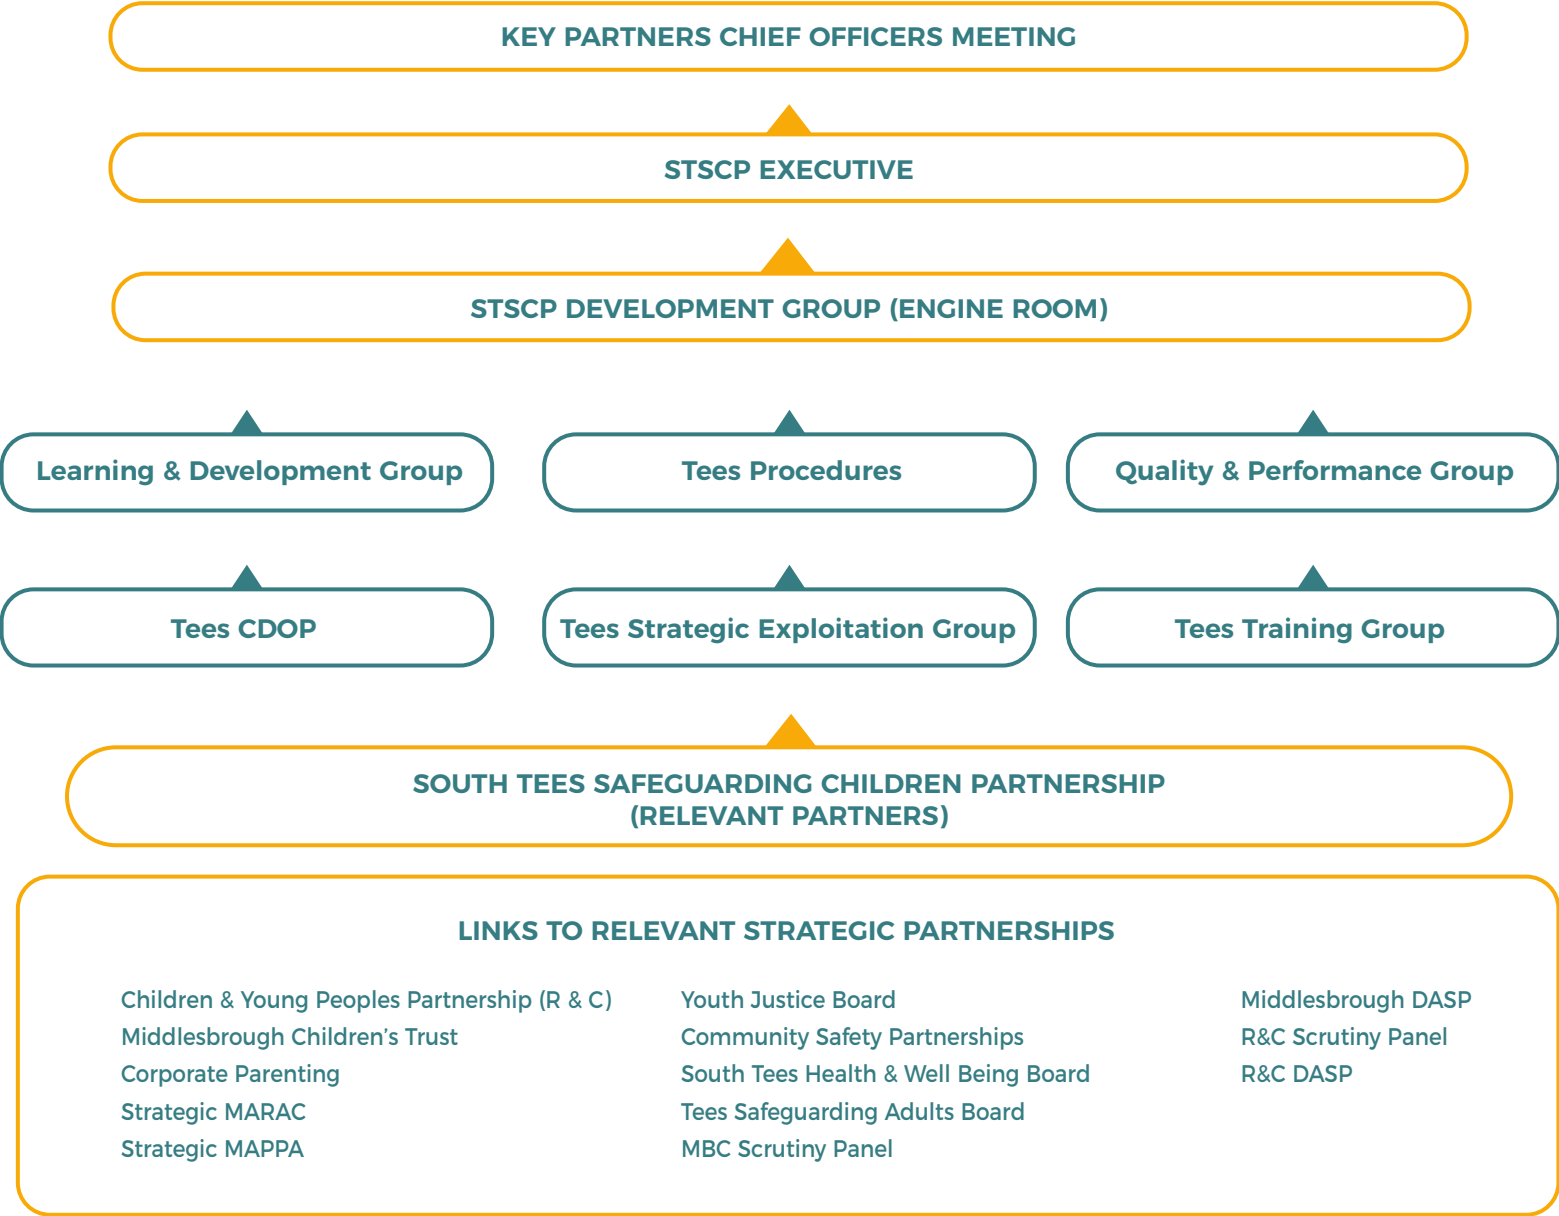 KEY PARTNERS CHIEF OFFICERS MEETING
STSCP EXECUTIVE
STSCP DEVELOPMENT GROUP (ENGINE ROOM)
Learning & Development Group
Tees Procedures
Quality & Performance Group
Tees CDOP
Tees Strategic Exploitation Group
Tees Training Group
SOUTH TEES SAFEGUARDING CHILDREN PARTNERSHIP
(RELEVANT PARTNERS)
LINKS TO RELEVANT STRATEGIC PARTNERSHIPS
Children & Young Peoples Partnership (R & C)
Middlesbrough Children's Trust
Corporate Parenting
Strategic MARAC
Strategic MAPPA
Youth Justice Board
Community Safety Partnerships
South Tees Health & Well Being Board
Tees Safeguarding Adults Board
MBC Scrutiny Panel
Middlesbrough DASP
R&C Scrutiny Panel
R&C DASP